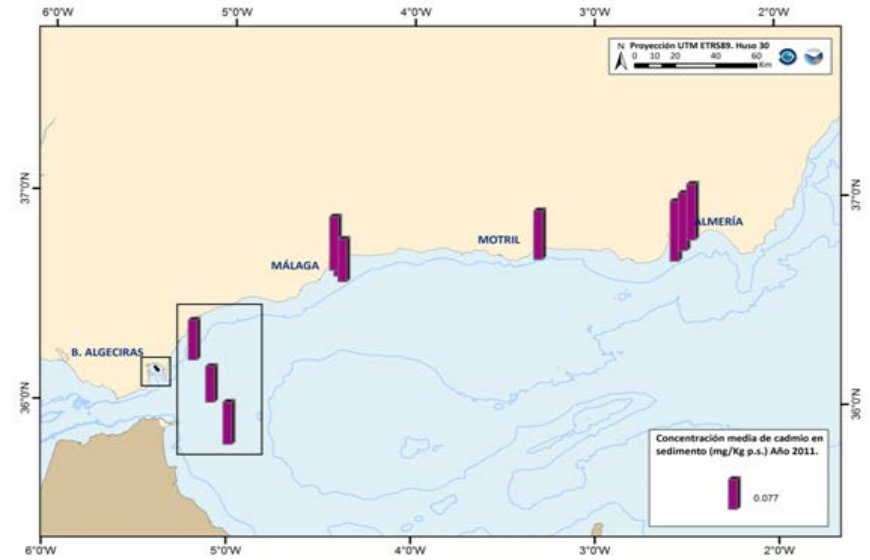 6°0'W 5°0'W 4°0'W 3°0'W 2°0'W
N Proyección UTM ETRS89. Huso 30
0 10 20 40 60
Km
37°0'N 37°0'N
ALMERÍA
MOTRIL
MÁLAGA
B. ALGECIRAS
36°0'N 36°0'N
Concentración media de cadmio en
sedimento (mg/Kg p.s.) Año 2011.
0.077
6°0'W 5°0'W 4°0'W 3°0'W 2°0'W